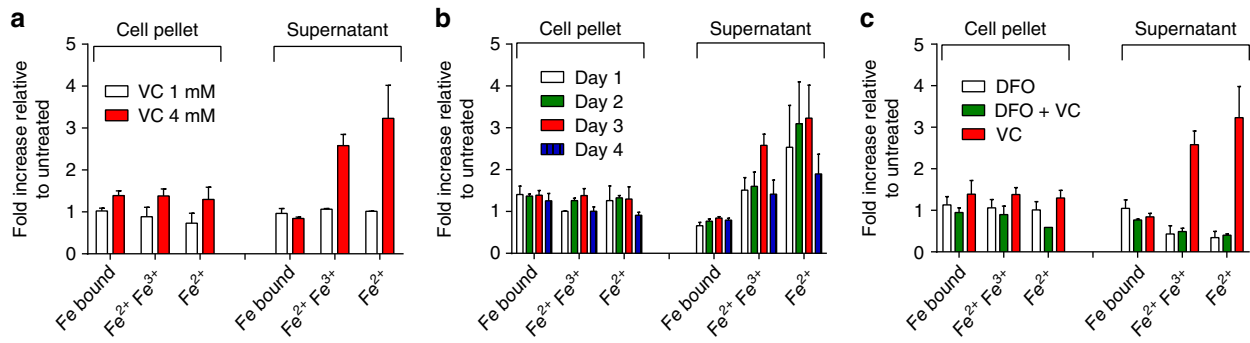 a
Cell pellet
Supernatant
Fold increase relative
to untreated
5
4
3
2
1
0
VC 1 mM
VC 4 mM
Fe bound
Fe²⁺ Fe³⁺
Fe²⁺
Fe bound
Fe²⁺ Fe³⁺
Fe²⁺
b
Cell pellet
Supernatant
Fold increase relative
to untreated
5
4
3
2
1
0
Day 1
Day 2
Day 3
Day 4
Fe bound
Fe²⁺ Fe³⁺
Fe²⁺
Fe bound
Fe²⁺ Fe³⁺
Fe²⁺
c
Cell pellet
Supernatant
Fold increase relative
to untreated
5
4
3
2
1
0
DFO
DFO + VC
VC
Fe bound
Fe²⁺ Fe³⁺
Fe²⁺
Fe bound
Fe²⁺ Fe³⁺
Fe²⁺